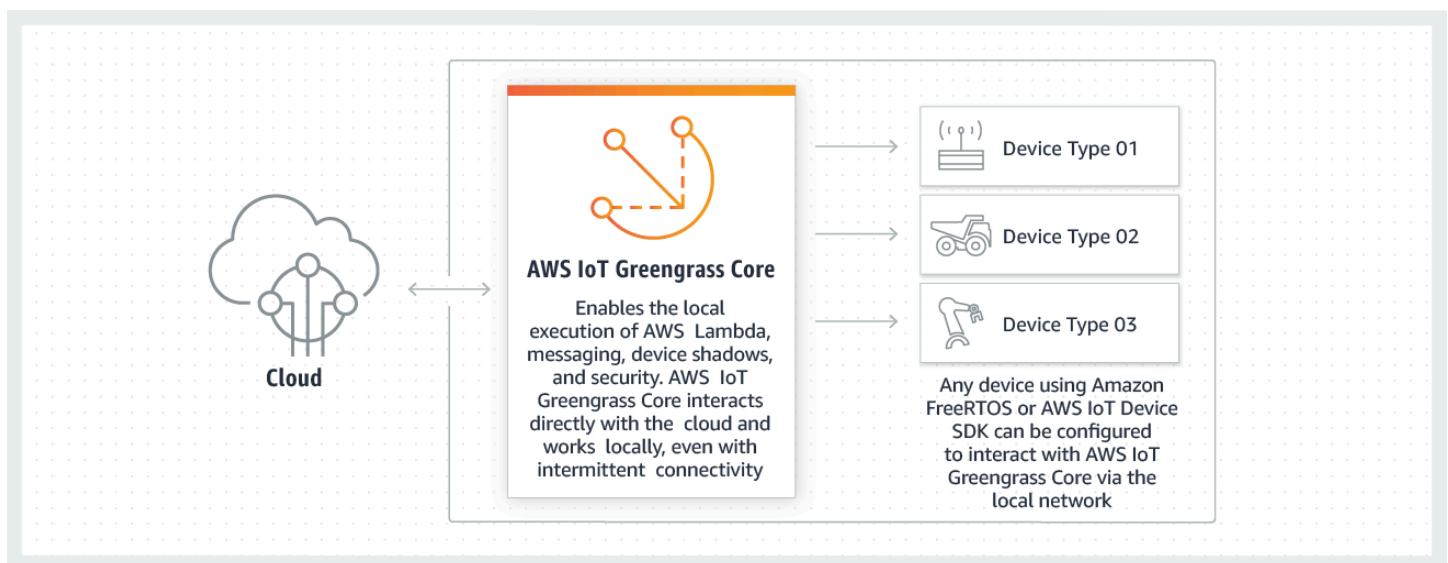 Cloud
AWS IoT Greengrass Core
Enables the local
execution of AWS Lambda,
messaging, device shadows,
and security. AWS IoT
Greengrass Core interacts
directly with the cloud and
works locally, even with
intermittent connectivity
Device Type 01
Device Type 02
Device Type 03
Any device using Amazon
FreeRTOS or AWS IoT Device
SDK can be configured
to interact with AWS IoT
Greengrass Core via the
local network